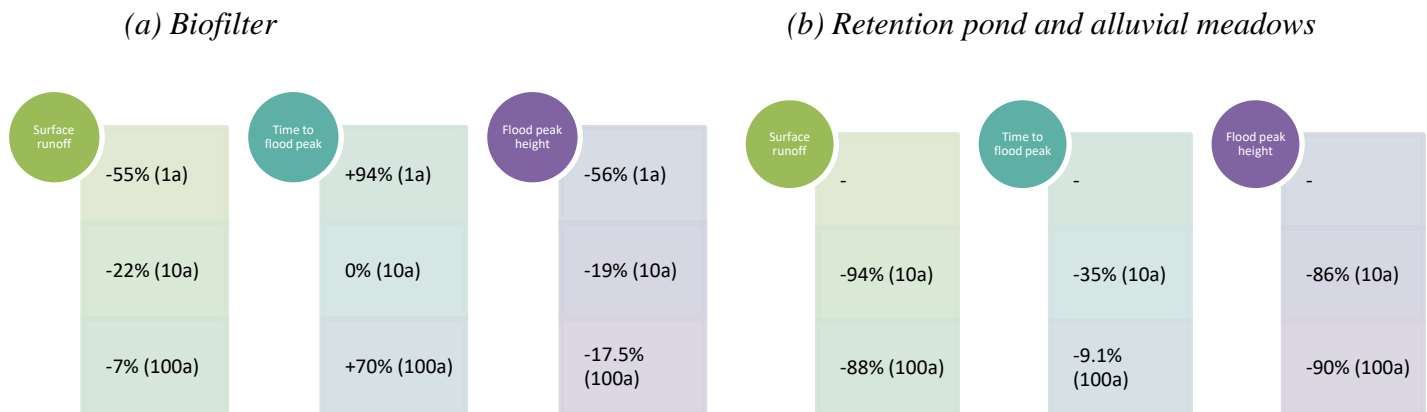 (a) Biofilter
Surface
runoff
-55% (1a)
-22% (10a)
-7% (100a)
Time to
flood peak
+94% (1a)
0% (10a)
+70% (100a)
Flood peak
height
-56% (1a)
-19% (10a)
-17.5%
(100a)
(b) Retention pond and alluvial meadows
Surface
runoff
-
-94% (10a)
-88% (100a)
Time to
flood peak
-
-35% (10a)
-9.1%
(100a)
Flood peak
height
-
-86% (10a)
-90% (100a)